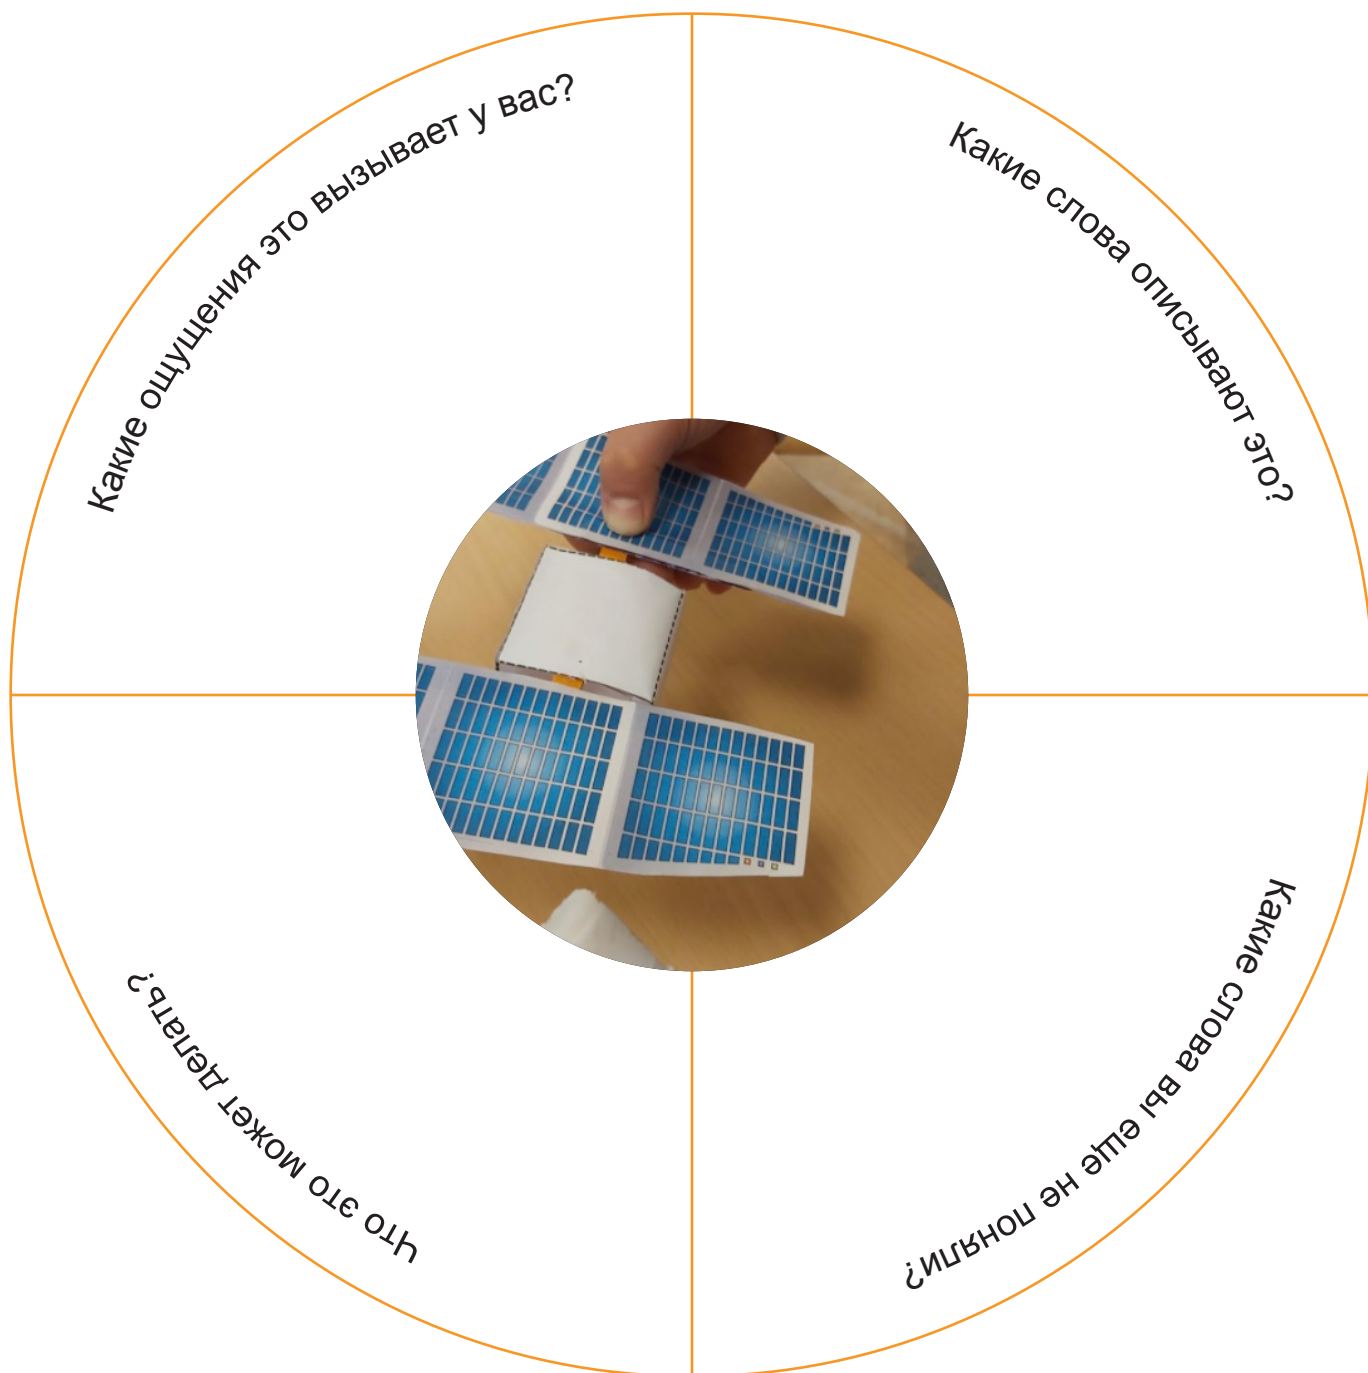 Какие ощущения это вызывает у вас?
Какие слова описывают это?
Что это может делать?
Какие слова вы еще не поняли?